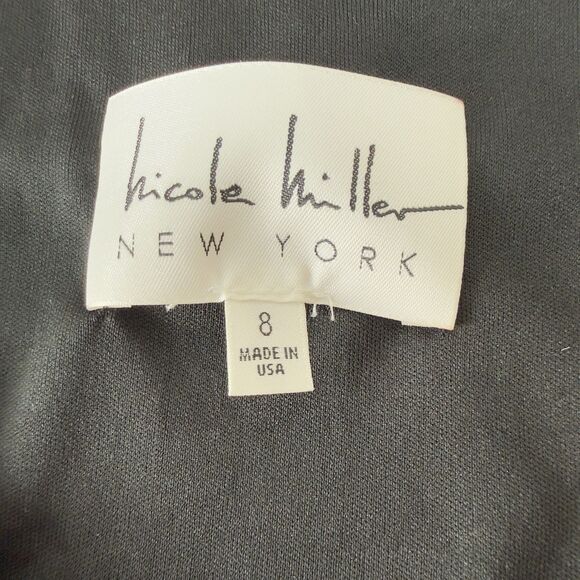 nicole miller
NEW YORK
8
MADE IN
USA